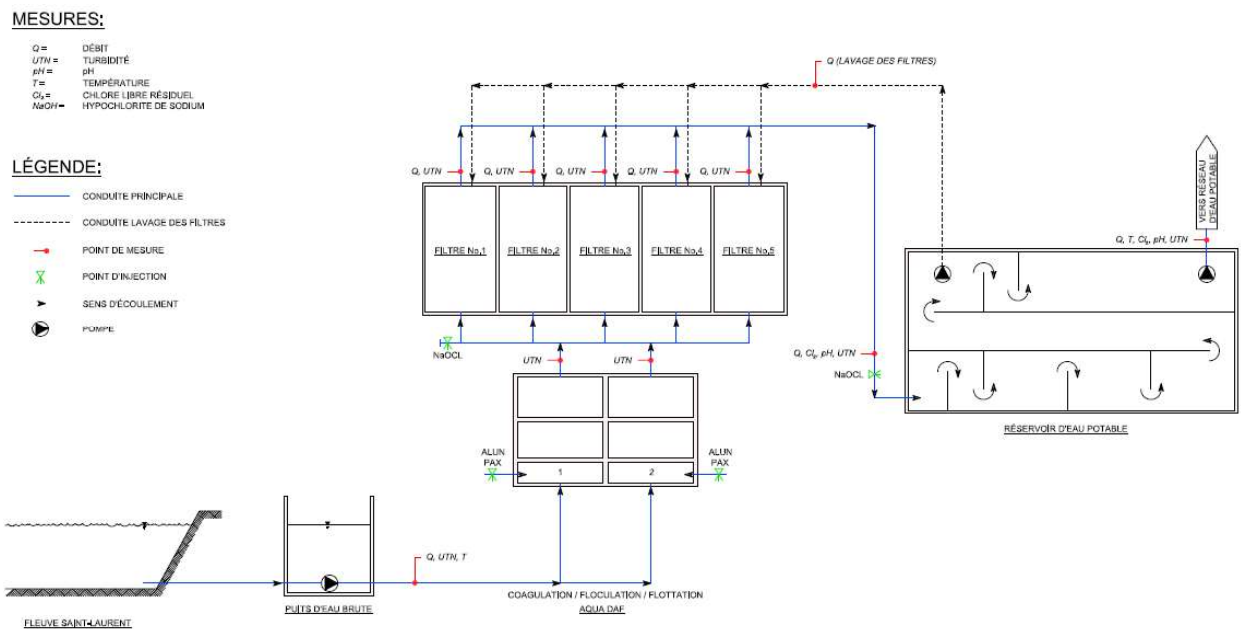 MESURES:
Q = DÉBIT
UTN = TURBIDITÉ
pH = pH
T = TEMPÉRATURE
Cl₂ = CHLORE LIBRE RÉSIDUEL
NaOH = HYPOCHLORITE DE SODIUM
LÉGENDE:
CONDUITE PRINCIPALE
CONDUITE LAVAGE DES FILTRES
POINT DE MESURE
POINT D'INJECTION
SENS D'ÉCOULEMENT
POMPE
Q (LAVAGE DES FILTRES)
Q, UTN
Q, UTN
Q, UTN
Q, UTN
Q, UTN
FILTRE No.1
FILTRE No.2
FILTRE No.3
FILTRE No.4
FILTRE No.5
VERS RÉSEAU
D'EAU POTABLE
Q, T, Cl₂, pH, UTN
NaOCL
UTN
UTN
Q, Cl₂, pH, UTN
NaOCL
RÉSERVOIR D'EAU POTABLE
ALUN
PAX
1
2
ALUN
PAX
Q, UTN, T
COAGULATION / FLOCULATION / FLOTTATION
AQUA DAF
PUITS D'EAU BRUTE
FLEUVE SAINT-LAURENT